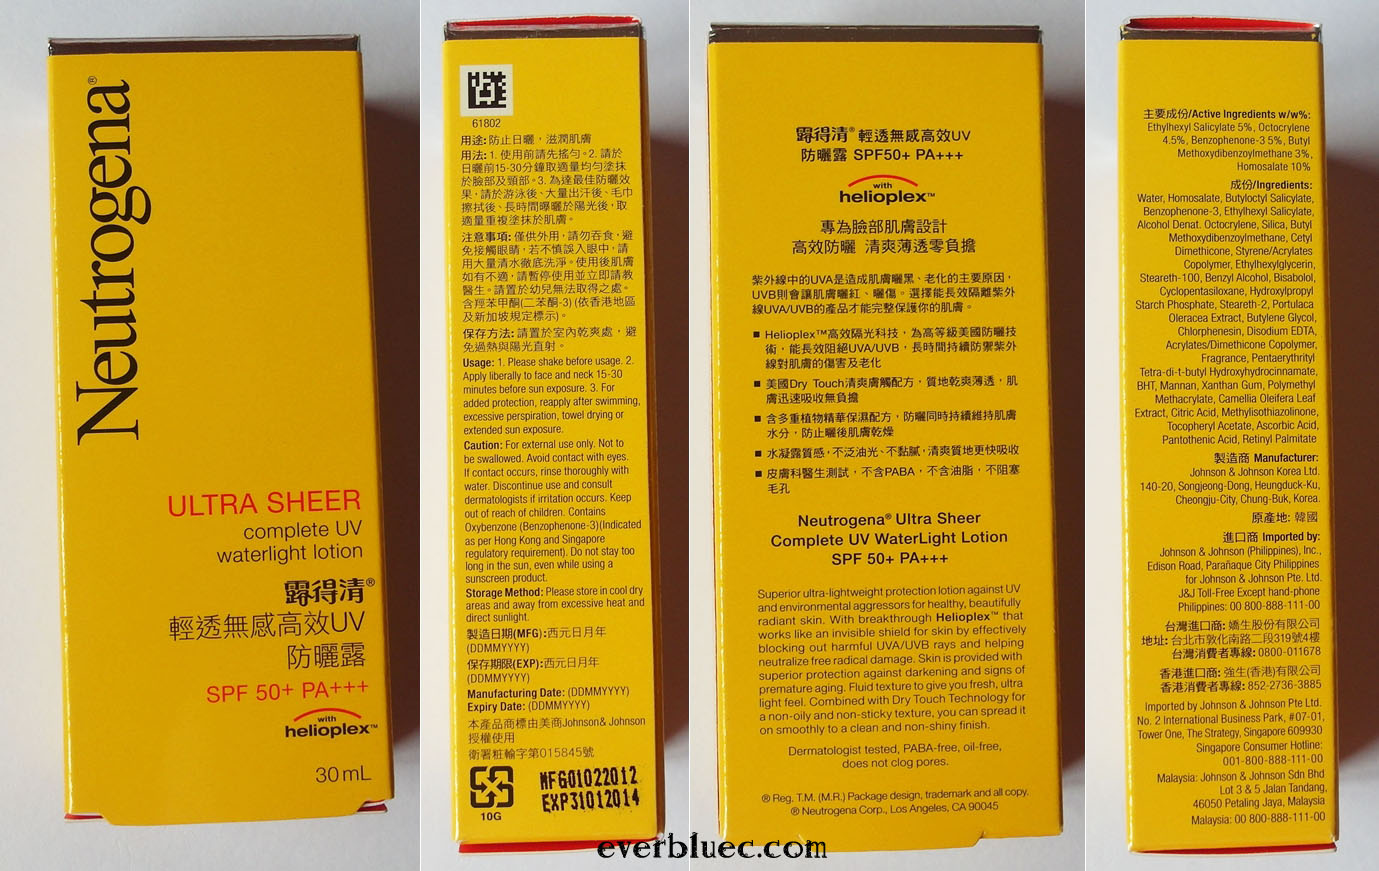 Neutrogena®
ULTRA SHEER
complete UV
waterlight lotion
露得清®
輕透無感高效UV
防曬露
SPF 50+ PA+++
with
helioplex™
30 mL
61802
用途: 防止日曬，滋潤肌膚
用法: 1. 使用前請先搖勻。2. 請於
日曬前15-30分鐘取適量均勻塗抹
於臉部及頸部。3. 為達最佳防曬效
果，請於游泳後、大量出汗後、毛巾
擦拭後、長時間曝曬於陽光後，取
適量重複塗抹於肌膚。
注意事項: 僅供外用，請勿吞食，避
免接觸眼睛，若不慎誤入眼中，請
用大量清水徹底洗淨。使用後肌膚
如有不適，請暫停使用並立即請教
醫生。請置於幼兒無法取得之處。
含羥苯甲酮(二苯酮-3) (依香港地區
及新加坡規定標示)。
保存方法: 請置於室內乾爽處，避
免過熱與陽光直射。
Usage: 1. Please shake before usage. 2.
Apply liberally to face and neck 15-30
minutes before sun exposure. 3. For
added protection, reapply after swimming,
excessive perspiration, towel drying or
extended sun exposure.
Caution: For external use only. Not to
be swallowed. Avoid contact with eyes.
If contact occurs, rinse thoroughly with
water. Discontinue use and consult
dermatologists if irritation occurs. Keep
out of reach of children. Contains
Oxybenzone (Benzophenone-3)(Indicated
as per Hong Kong and Singapore
regulatory requirement). Do not stay too
long in the sun, even while using a
sunscreen product.
Storage Method: Please store in cool dry
areas and away from excessive heat and
direct sunlight.
製造日期(MFG):西元日月年
(DDMMYYYY)
保存期限(EXP):西元日月年
(DDMMYYYY)
Manufacturing Date: (DDMMYYYY)
Expiry Date: (DDMMYYYY)
本產品商標由美商Johnson& Johnson
授權使用
衛署粧輸字第015845號
10G
MFG01022012
EXP31012014
露得清® 輕透無感高效UV
防曬露 SPF50+ PA+++
with
helioplex™
專為臉部肌膚設計
高效防曬 清爽薄透零負擔
紫外線中的UVA是造成肌膚曬黑、老化的主要原因，
UVB則會讓肌膚曬紅、曬傷。選擇能長效隔離紫外
線UVA/UVB的產品才能完整保護你的肌膚。
■ Helioplex™高效隔光科技，為高等級美國防曬技
術，能長效阻絕UVA/UVB，長時間持續防禦紫外
線對肌膚的傷害及老化
■ 美國Dry Touch清爽膚觸配方，質地乾爽薄透，肌
膚迅速吸收無負擔
■ 含多重植物精華保濕配方，防曬同時持續維持肌膚
水分，防止曬後肌膚乾燥
■ 水凝露質感，不泛油光、不黏膩，清爽質地更快吸收
■ 皮膚科醫生測試，不含PABA，不含油脂，不阻塞
毛孔
Neutrogena® Ultra Sheer
Complete UV WaterLight Lotion
SPF 50+ PA+++
Superior ultra-lightweight protection lotion against UV
and environmental aggressors for healthy, beautifully
radiant skin. With breakthrough Helioplex™ that
works like an invisible shield for skin by effectively
blocking out harmful UVA/UVB rays and helping
neutralize free radical damage. Skin is provided with
superior protection against darkening and signs of
premature aging. Fluid texture to give you fresh, ultra
light feel. Combined with Dry Touch Technology for
a non-oily and non-sticky texture, you can spread it
on smoothly to a clean and non-shiny finish.
Dermatologist tested, PABA-free, oil-free,
does not clog pores.
® Reg. T.M. (M.R.) Package design, trademark and all copy.
® Neutrogena Corp., Los Angeles, CA 90045
主要成份/Active Ingredients w/w%:
Ethylhexyl Salicylate 5%, Octocrylene
4.5%, Benzophenone-3 5%, Butyl
Methoxydibenzoylmethane 3%,
Homosalate 10%
成份/Ingredients:
Water, Homosalate, Butyloctyl Salicylate,
Benzophenone-3, Ethylhexyl Salicylate,
Alcohol Denat. Octocrylene, Silica, Butyl
Methoxydibenzoylmethane, Cetyl
Dimethicone, Styrene/Acrylates
Copolymer, Ethylhexylglycerin,
Steareth-100, Benzyl Alcohol, Bisabolol,
Cyclopentasiloxane, Hydroxypropyl
Starch Phosphate, Steareth-2, Portulaca
Oleracea Extract, Butylene Glycol,
Chlorphenesin, Disodium EDTA,
Acrylates/Dimethicone Copolymer,
Fragrance, Pentaerythrityl
Tetra-di-t-butyl Hydroxyhydrocinnamate,
BHT, Mannan, Xanthan Gum, Polymethyl
Methacrylate, Camellia Oleifera Leaf
Extract, Citric Acid, Methylisothiazolinone,
Tocopheryl Acetate, Ascorbic Acid,
Pantothenic Acid, Retinyl Palmitate
製造商 Manufacturer:
Johnson & Johnson Korea Ltd.
140-20, Songjeong-Dong, Heungduck-Ku,
Cheongju-City, Chung-Buk, Korea.
原產地: 韓國
進口商 Imported by:
Johnson & Johnson (Philippines), Inc.,
Edison Road, Parañaque City Philippines
for Johnson & Johnson Pte. Ltd.
J&J Toll-Free Except hand-phone
Philippines: 00 800-888-111-00
台灣進口商: 嬌生股份有限公司
地址: 台北市敦化南路二段319號4樓
台灣消費者專線: 0800-011678
香港進口商: 強生(香港)有限公司
香港消費者專線: 852-2736-3885
Imported by Johnson & Johnson Pte Ltd.
No. 2 International Business Park, #07-01,
Tower One, The Strategy, Singapore 609930
Singapore Consumer Hotline:
001-800-888-111-00
Malaysia: Johnson & Johnson Sdn Bhd
Lot 3 & 5 Jalan Tandang,
46050 Petaling Jaya, Malaysia
Malaysia: 00 800-888-111-00
everbluec.com